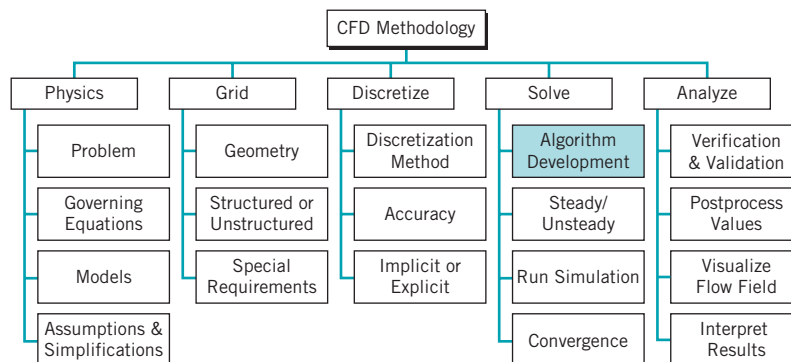 CFD Methodology
Physics
Grid
Discretize
Solve
Analyze
Problem
Governing
Equations
Models
Assumptions &
Simplifications
Geometry
Structured or
Unstructured
Special
Requirements
Discretization
Method
Accuracy
Implicit or
Explicit
Algorithm
Development
Steady/
Unsteady
Run Simulation
Convergence
Verification
& Validation
Postprocess
Values
Visualize
Flow Field
Interpret
Results